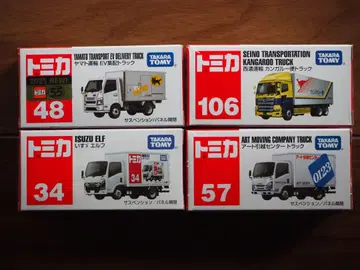 トミカ
YAMATO TRANSPORT EV DELIVERY TRUCK
ヤマト運輸 EV集配トラック
TAKARA TOMY
トミカ
55
48
サスペンション/パネル開閉
トミカ
SEINO TRANSPORTATION
KANGAROO TRUCK
西濃運輸 カンガルー便トラック
TAKARA TOMY
106
トミカ
ISUZU ELF
いすゞ エルフ
TAKARA TOMY
34
34
サスペンション/パネル開閉
トミカ
ART MOVING COMPANY TRUCK
アート引越センター トラック
TAKARA TOMY
57
0123
サスペンション/パネル開閉